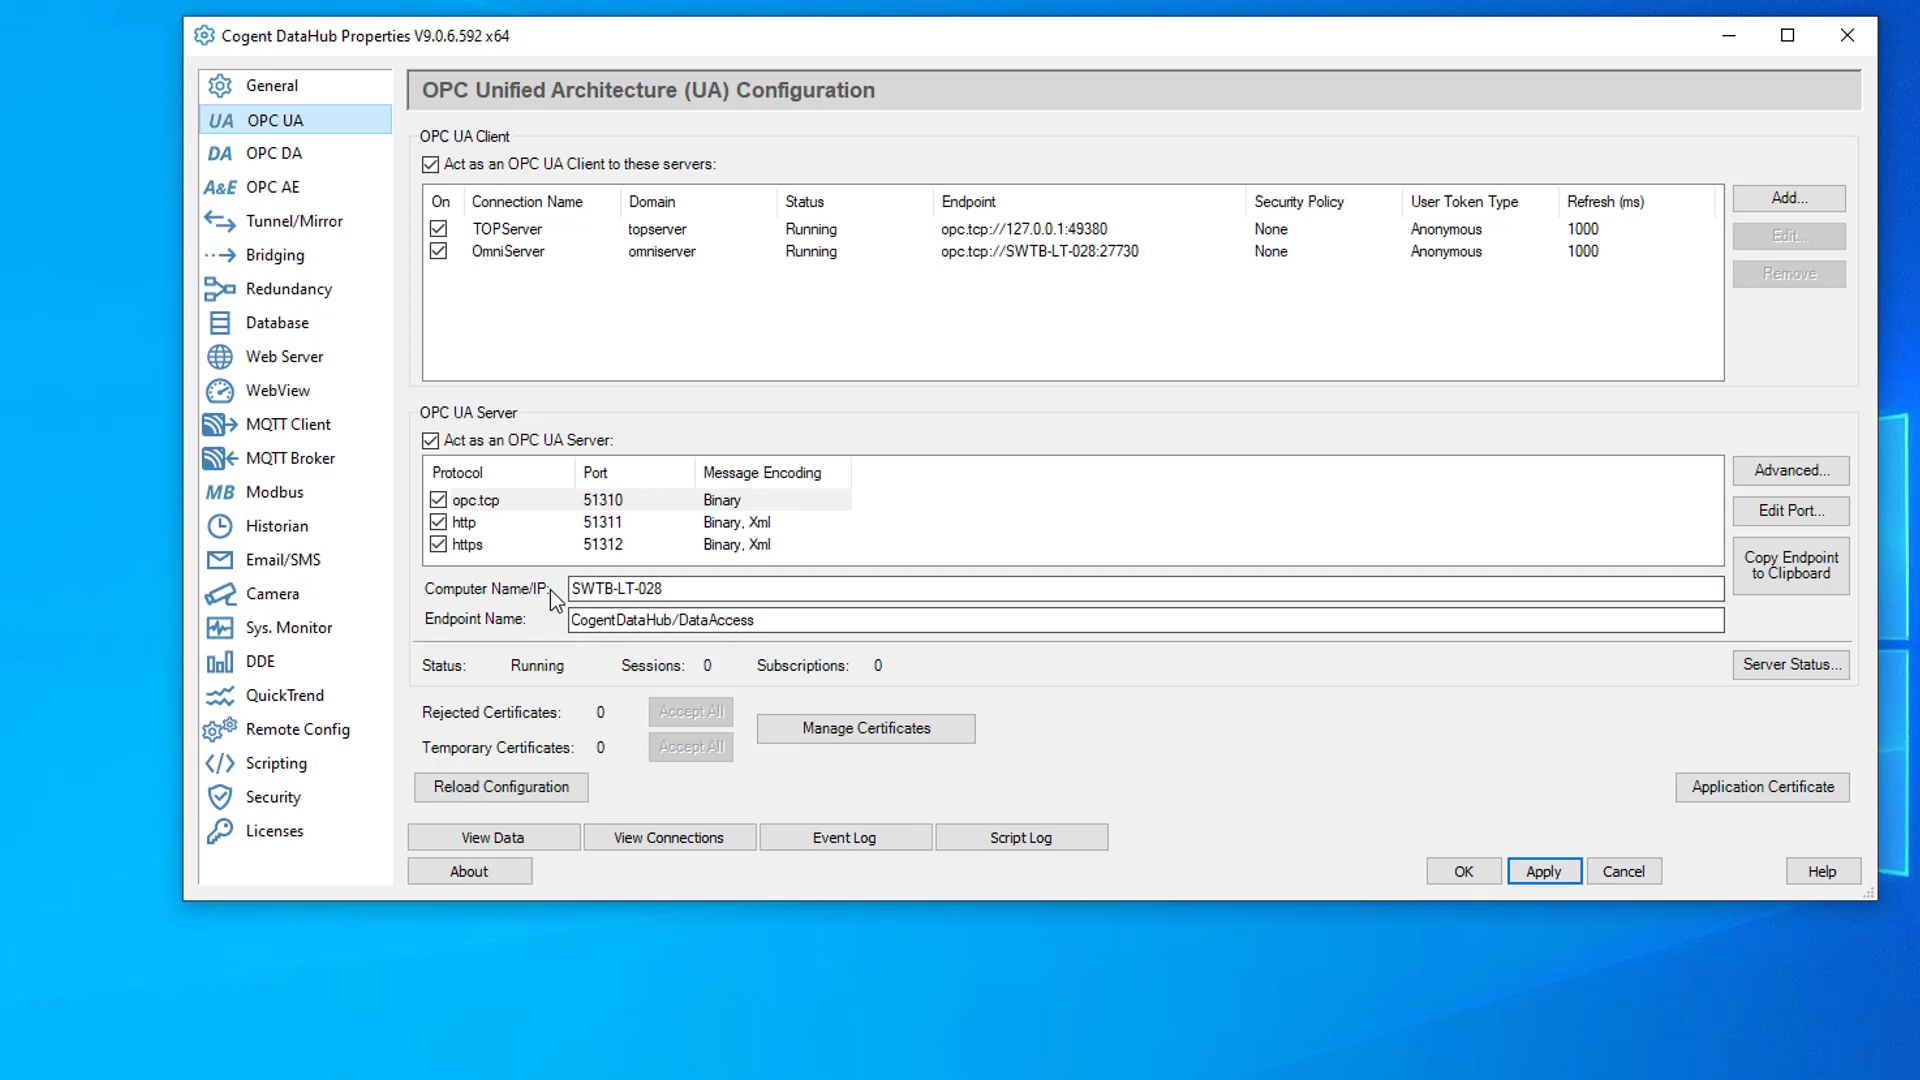 Cogent DataHub Properties V9.0.6.592 x64
General
UA OPC UA
DA OPC DA
A&E OPC AE
Tunnel/Mirror
Bridging
Redundancy
Database
Web Server
WebView
MQTT Client
MQTT Broker
MB Modbus
Historian
Email/SMS
Camera
Sys. Monitor
DDE
QuickTrend
Remote Config
Scripting
Security
Licenses
OPC Unified Architecture (UA) Configuration
OPC UA Client
Act as an OPC UA Client to these servers:
On Connection Name Domain Status Endpoint Security Policy User Token Type Refresh (ms)
TOPServer topserver Running opc.tcp://127.0.0.1:49380 None Anonymous 1000
OmniServer omniserver Running opc.tcp://SWTB-LT-028:27730 None Anonymous 1000
Add...
Edit...
Remove
OPC UA Server
Act as an OPC UA Server:
Protocol Port Message Encoding
opc.tcp 51310 Binary
http 51311 Binary, Xml
https 51312 Binary, Xml
Advanced...
Edit Port...
Copy Endpoint
to Clipboard
Computer Name/IP: SWTB-LT-028
Endpoint Name: CogentDataHub/DataAccess
Status: Running Sessions: 0 Subscriptions: 0
Server Status...
Rejected Certificates: 0 Accept All
Manage Certificates
Temporary Certificates: 0 Accept All
Reload Configuration
Application Certificate
View Data View Connections Event Log Script Log
About OK Apply Cancel Help